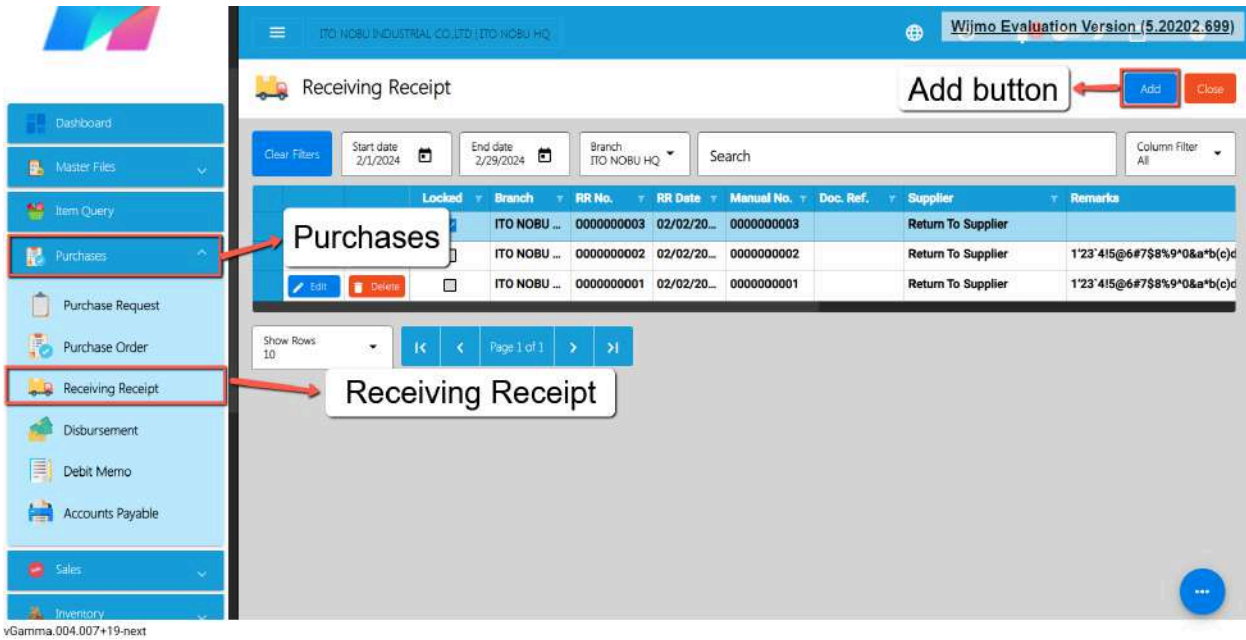 ITO NOBU INDUSTRIAL CO.,LTD | ITO NOBU HQ
Wijmo Evaluation Version (5.20202.699)
Receiving Receipt
Add button
Add
Close
Dashboard
Master Files
Item Query
Purchases
Purchase Request
Purchase Order
Receiving Receipt
Disbursement
Debit Memo
Accounts Payable
Sales
Inventory
vGamma.004.007+19-next
Clear Filters
Start date
2/1/2024
End date
2/29/2024
Branch
ITO NOBU HQ
Search
Column Filter
All
Locked Branch RR No. RR Date Manual No. Doc. Ref. Supplier Remarks
ITO NOBU ... 0000000003 02/02/20... 0000000003 Return To Supplier
ITO NOBU ... 0000000002 02/02/20... 0000000002 Return To Supplier 1'23`4!5@6#7$8%9^0&a*b(c)d
Edit Delete ITO NOBU ... 0000000001 02/02/20... 0000000001 Return To Supplier 1'23`4!5@6#7$8%9^0&a*b(c)d
Purchases
Show Rows
10
Page 1 of 1
Receiving Receipt